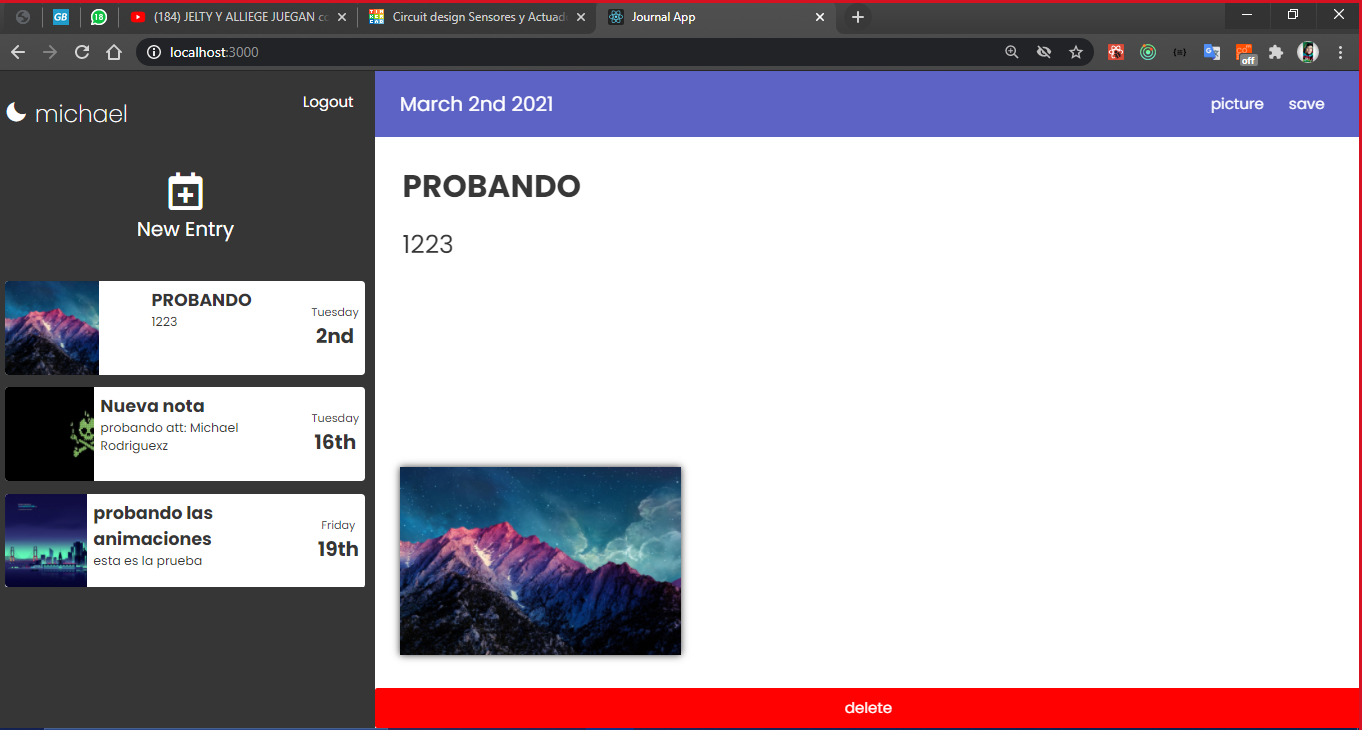 GB
18
(184) JELTY Y ALLIEGE JUEGAN co
Circuit design Sensores y Actuad
Journal App
localhost:3000
off
michael
Logout
New Entry
PROBANDO
1223
Tuesday
2nd
Nueva nota
probando att: Michael
Rodriguexz
Tuesday
16th
probando las
animaciones
esta es la prueba
Friday
19th
March 2nd 2021
picture
save
PROBANDO
1223
delete